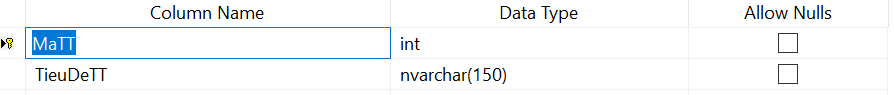 Column Name Data Type Allow Nulls
MaTT int
TieuDeTT nvarchar(150)